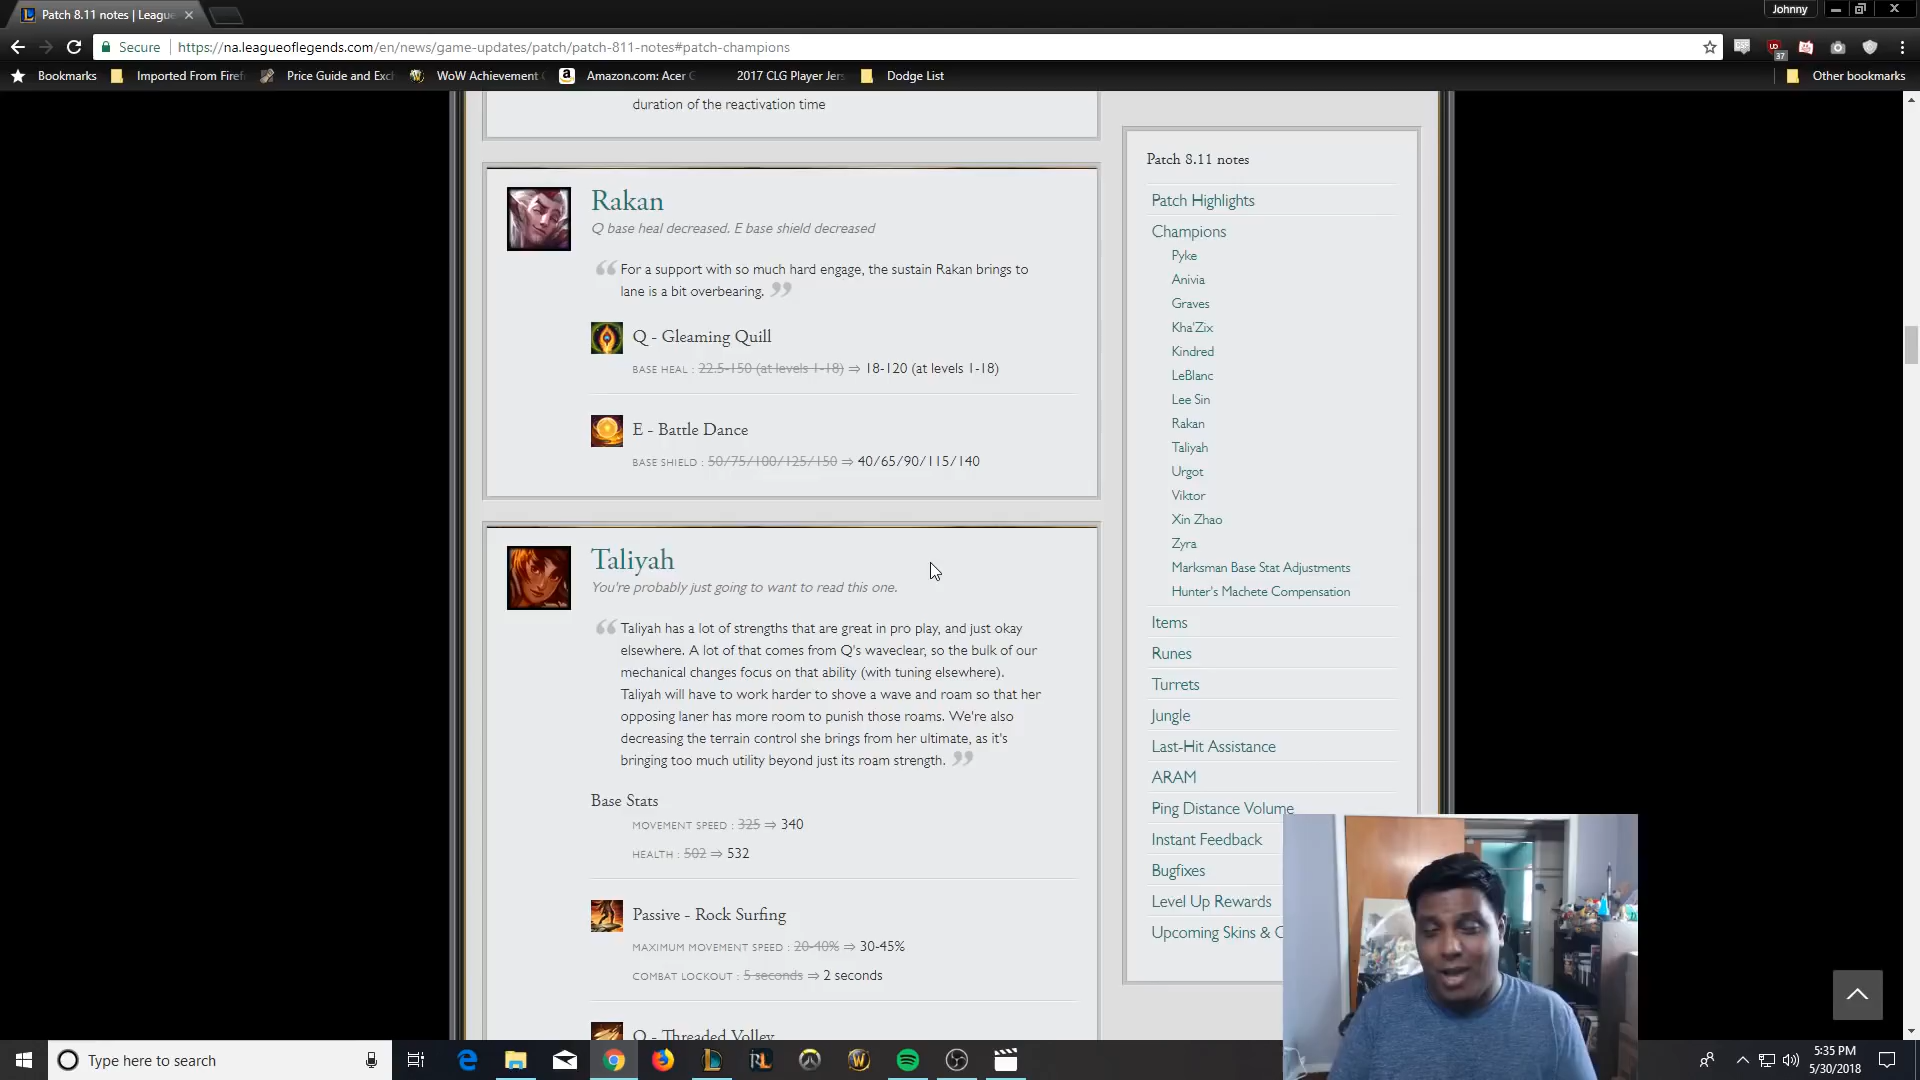 Patch 8.11 notes | League
Johnny
Secure
https://na.leagueoflegends.com/en/news/game-updates/patch/patch-811-notes#patch-champions
37
Bookmarks
Imported From Firef
Price Guide and Exch
WoW Achievement
Amazon.com: Acer
2017 CLG Player Jers
Dodge List
Other bookmarks
duration of the reactivation time
Rakan
Q base heal decreased. E base shield decreased
“ For a support with so much hard engage, the sustain Rakan brings to
lane is a bit overbearing. ”
Q - Gleaming Quill
BASE HEAL : 22.5-150 (at levels 1-18) ⇒ 18-120 (at levels 1-18)
E - Battle Dance
BASE SHIELD : 50/75/100/125/150 ⇒ 40/65/90/115/140
Taliyah
You're probably just going to want to read this one.
“ Taliyah has a lot of strengths that are great in pro play, and just okay
elsewhere. A lot of that comes from Q's waveclear, so the bulk of our
mechanical changes focus on that ability (with tuning elsewhere).
Taliyah will have to work harder to shove a wave and roam so that her
opposing laner has more room to punish those roams. We're also
decreasing the terrain control she brings from her ultimate, as it's
bringing too much utility beyond just its roam strength. ”
Base Stats
MOVEMENT SPEED : 325 ⇒ 340
HEALTH : 502 ⇒ 532
Passive - Rock Surfing
MAXIMUM MOVEMENT SPEED : 20-40% ⇒ 30-45%
COMBAT LOCKOUT : 5 seconds ⇒ 2 seconds
Q - Threaded Volley
Patch 8.11 notes
Patch Highlights
Champions
Pyke
Anivia
Graves
Kha'Zix
Kindred
LeBlanc
Lee Sin
Rakan
Taliyah
Urgot
Viktor
Xin Zhao
Zyra
Marksman Base Stat Adjustments
Hunter's Machete Compensation
Items
Runes
Turrets
Jungle
Last-Hit Assistance
ARAM
Ping Distance Volume
Instant Feedback
Bugfixes
Level Up Rewards
Upcoming Skins & C
Type here to search
5:35 PM
5/30/2018